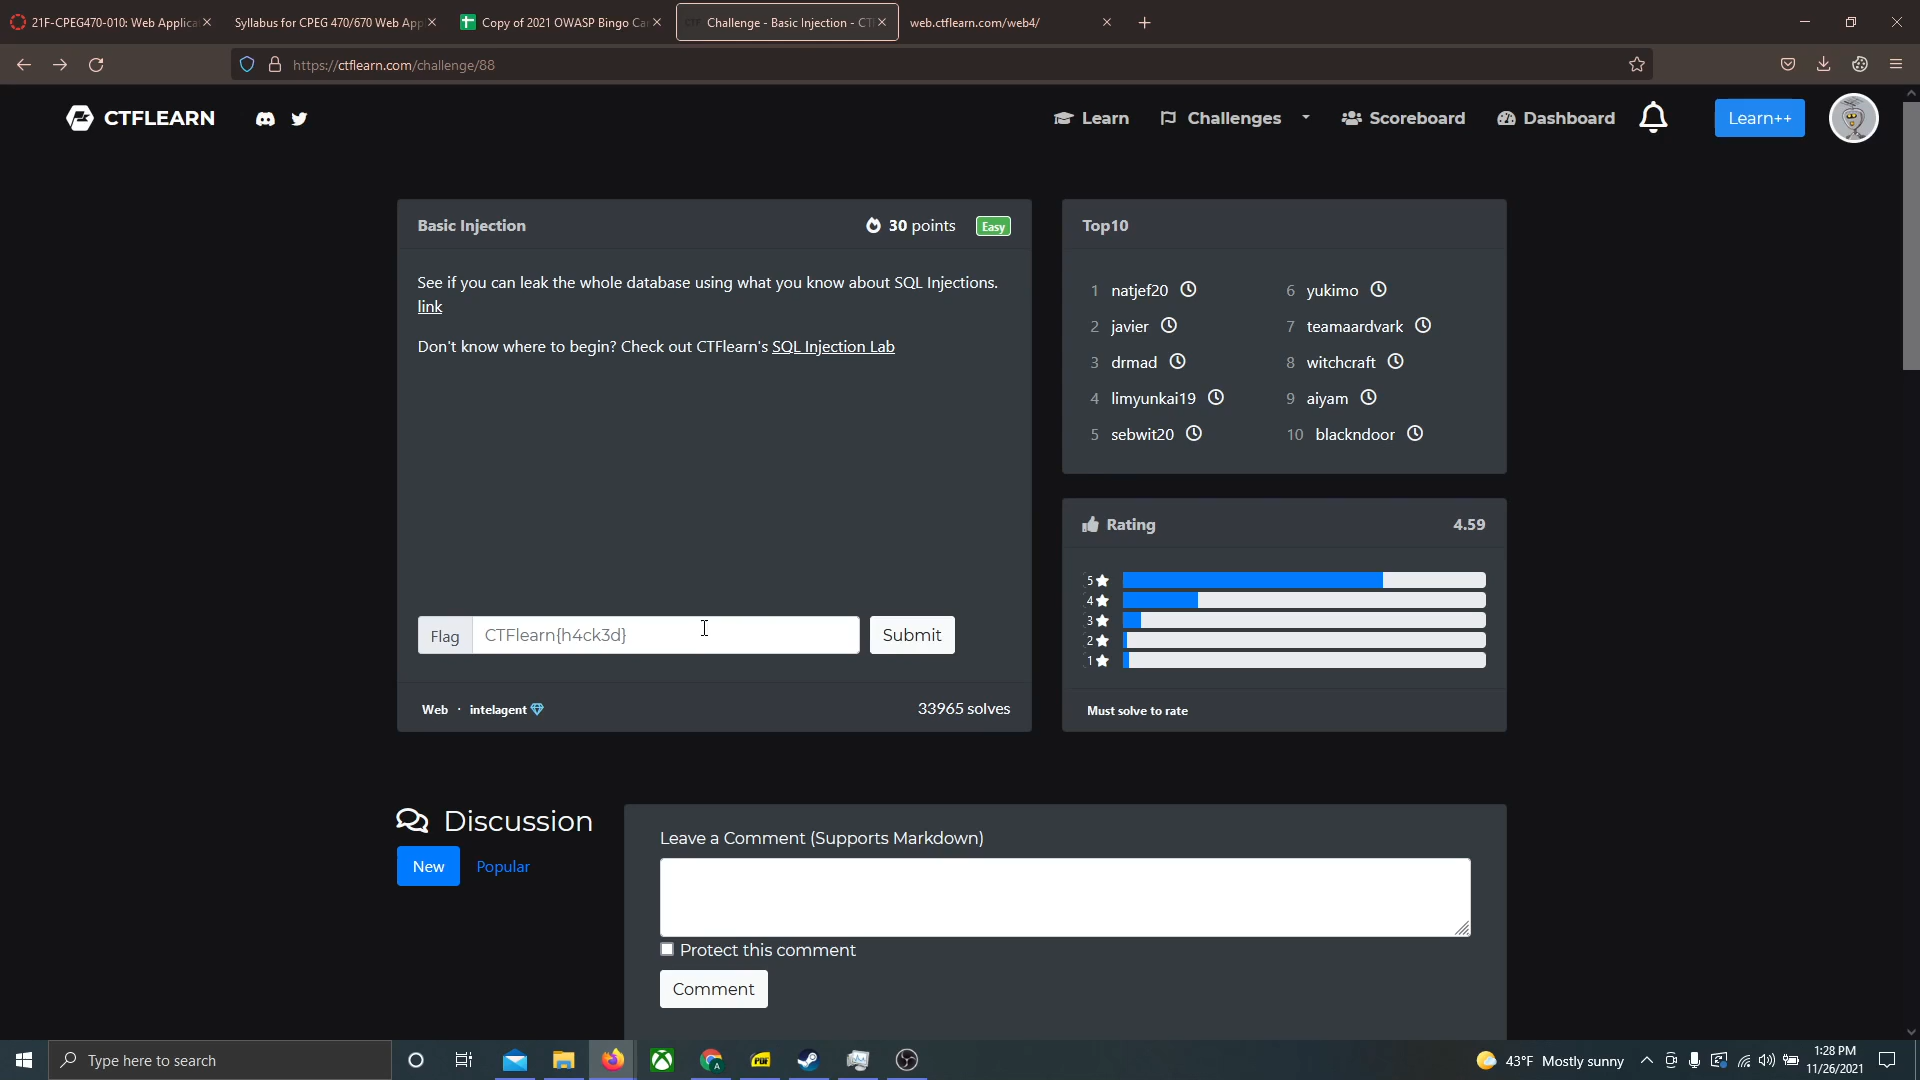 21F-CPEG470-010: Web Applica
Syllabus for CPEG 470/670 Web App
Copy of 2021 OWASP Bingo Ca
Challenge - Basic Injection - CT
web.ctflearn.com/web4/
https://ctflearn.com/challenge/88
CTFLEARN
Learn
Challenges
Scoreboard
Dashboard
Learn++
Basic Injection
30 points
Easy
See if you can leak the whole database using what you know about SQL Injections.
link
Don't know where to begin? Check out CTFlearn's SQL Injection Lab
Flag
CTFlearn{h4ck3d}
Submit
Web · intelagent
33965 solves
Top10
1 natjef20
2 javier
3 drmad
4 limyunkai19
5 sebwit20
6 yukimo
7 teamaardvark
8 witchcraft
9 aiyam
10 blackndoor
Rating
4.59
5
4
3
2
1
Must solve to rate
Discussion
New
Popular
Leave a Comment (Supports Markdown)
Protect this comment
Comment
Type here to search
43°F Mostly sunny
1:28 PM
11/26/2021